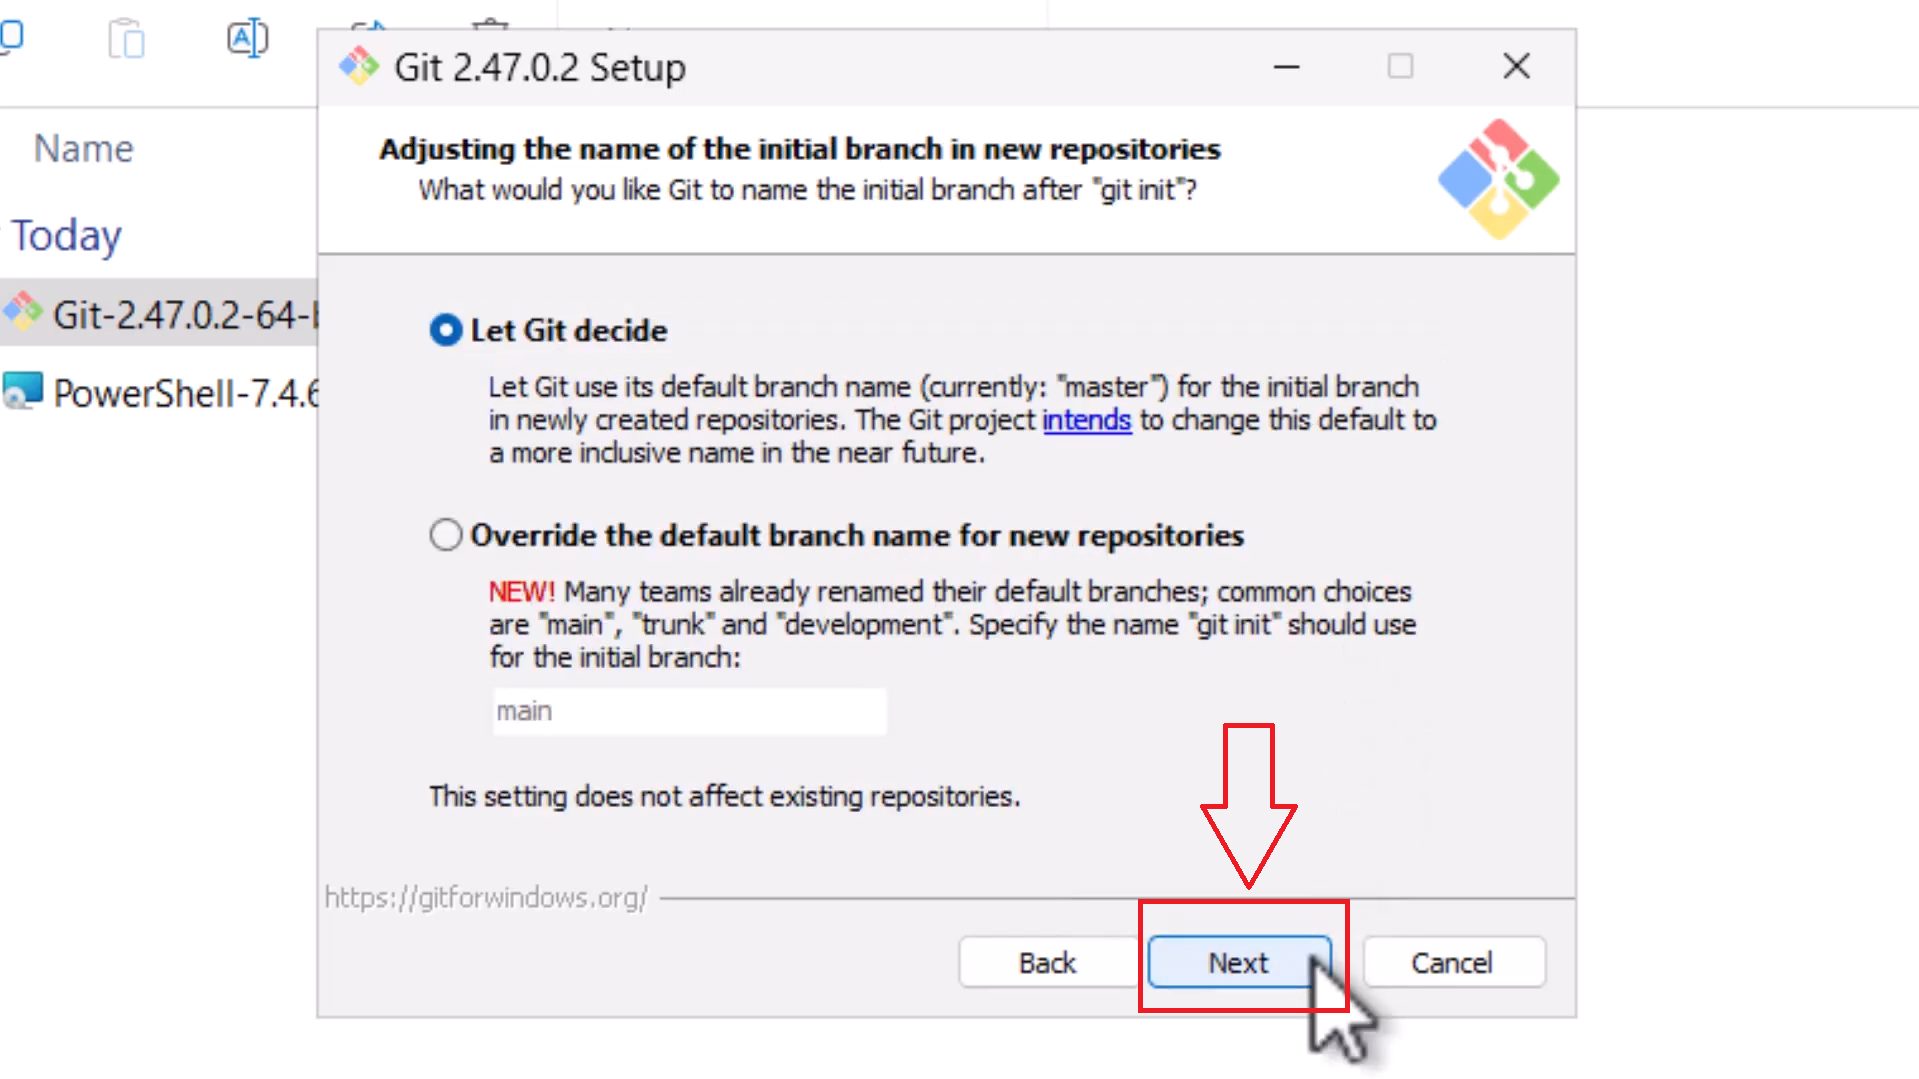 Git 2.47.0.2 Setup
Name
Today
Git-2.47.0.2-64-
PowerShell-7.4.6
Adjusting the name of the initial branch in new repositories
What would you like Git to name the initial branch after "git init"?
Let Git decide
Let Git use its default branch name (currently: "master") for the initial branch
in newly created repositories. The Git project intends to change this default to
a more inclusive name in the near future.
Override the default branch name for new repositories
NEW! Many teams already renamed their default branches; common choices
are "main", "trunk" and "development". Specify the name "git init" should use
for the initial branch:
main
This setting does not affect existing repositories.
https://gitforwindows.org/
Back
Next
Cancel